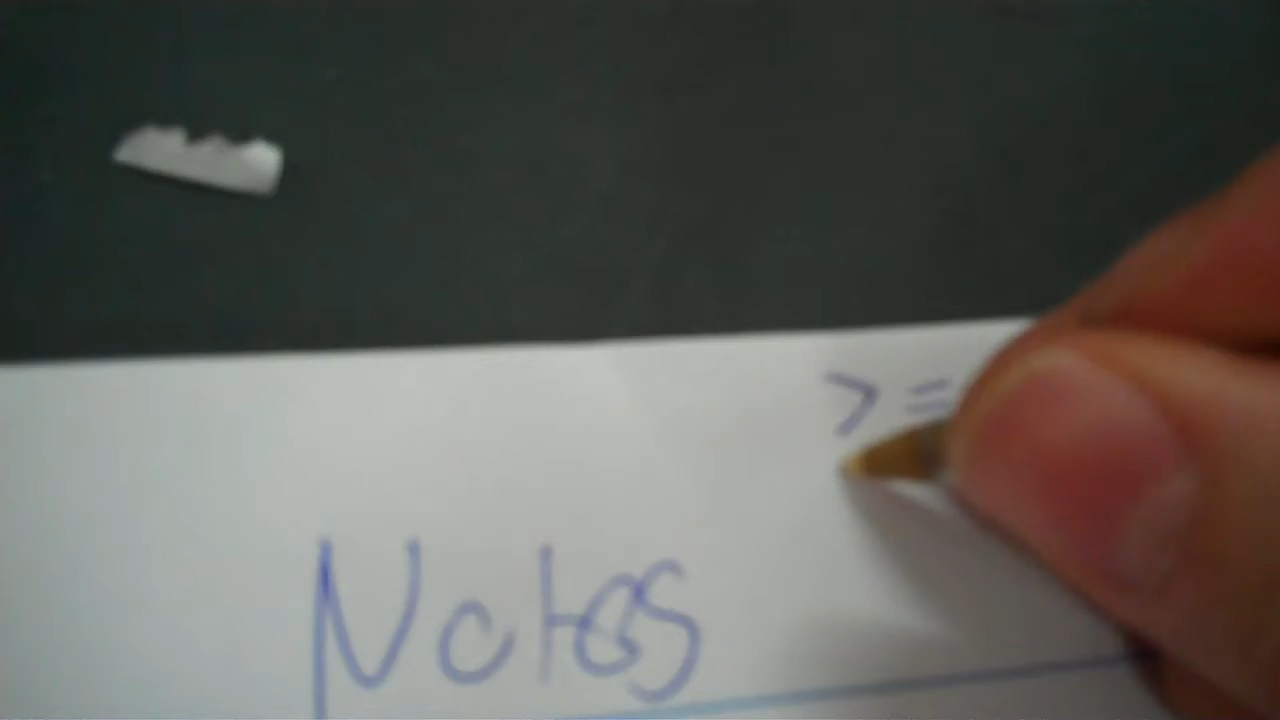 > =
Notes